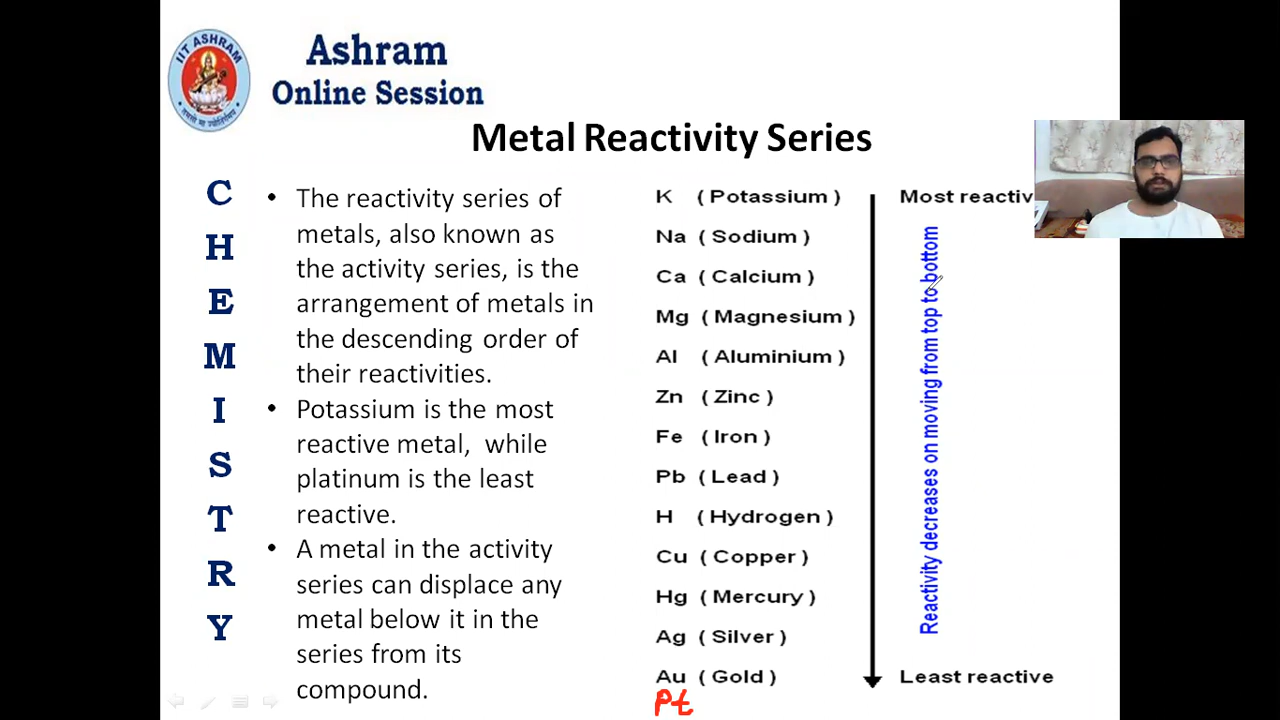 IIT ASHRAM
Ashram
Online Session
Metal Reactivity Series
C
H
E
M
I
S
T
R
Y
• The reactivity series of
metals, also known as
the activity series, is the
arrangement of metals in
the descending order of
their reactivities.
• Potassium is the most
reactive metal, while
platinum is the least
reactive.
• A metal in the activity
series can displace any
metal below it in the
series from its
compound.
K ( Potassium )
Na ( Sodium )
Ca ( Calcium )
Mg ( Magnesium )
Al ( Aluminium )
Zn ( Zinc )
Fe ( Iron )
Pb ( Lead )
H ( Hydrogen )
Cu ( Copper )
Hg ( Mercury )
Ag ( Silver )
Au ( Gold )
Pt
Most reactiv
Reactivity decreases on moving from top to bottom
Least reactive